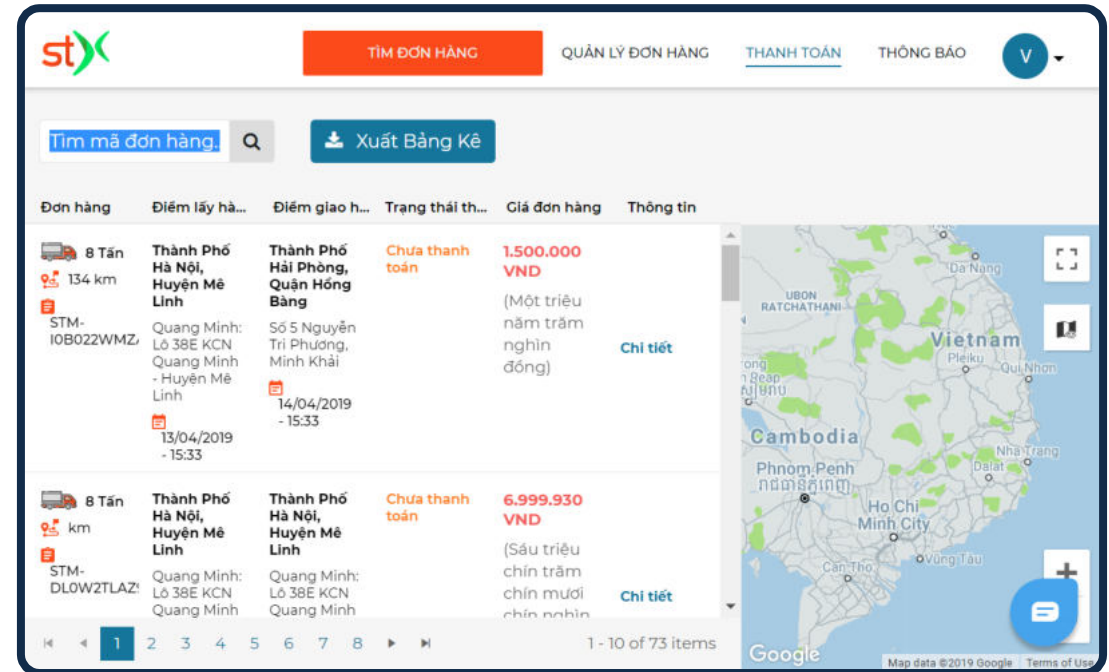 stx
TÌM ĐƠN HÀNG
QUẢN LÝ ĐƠN HÀNG
THANH TOÁN
THÔNG BÁO
V
Tìm mã đơn hàng.
Xuất Bảng Kê
Đơn hàng
Điểm lấy hà...
Điểm giao h...
Trạng thái th...
Giá đơn hàng
Thông tin
8 Tấn
134 km
STM-
I0B022WMZ
Thành Phố
Hà Nội,
Huyện Mê
Linh
Quang Minh:
Lô 38E KCN
Quang Minh
- Huyện Mê
Linh
13/04/2019
- 15:33
Thành Phố
Hải Phòng,
Quận Hồng
Bàng
Số 5 Nguyễn
Tri Phương,
Minh Khải
14/04/2019
- 15:33
Chưa thanh
toán
1.500.000
VND
(Một triệu
năm trăm
nghìn
đồng)
Chi tiết
8 Tấn
km
STM-
DL0W2TLAZ
Thành Phố
Hà Nội,
Huyện Mê
Linh
Quang Minh:
Lô 38E KCN
Quang Minh
Thành Phố
Hà Nội,
Huyện Mê
Linh
Quang Minh:
Lô 38E KCN
Quang Minh
Chưa thanh
toán
6.999.930
VND
(Sáu triệu
chín trăm
chín mươi
chín nghìn
Chi tiết
1 2 3 4 5 6 7 8
1 - 10 of 73 items
Da Nang
UBON
RATCHATHANI
Vietnam
Pleiku
Qui Nhon
Cambodia
Nha Trang
Dalat
Phnom Penh
Ho Chi
Minh City
Can Tho
Vũng Tàu
+
Google
Map data ©2019 Google
Terms of Use